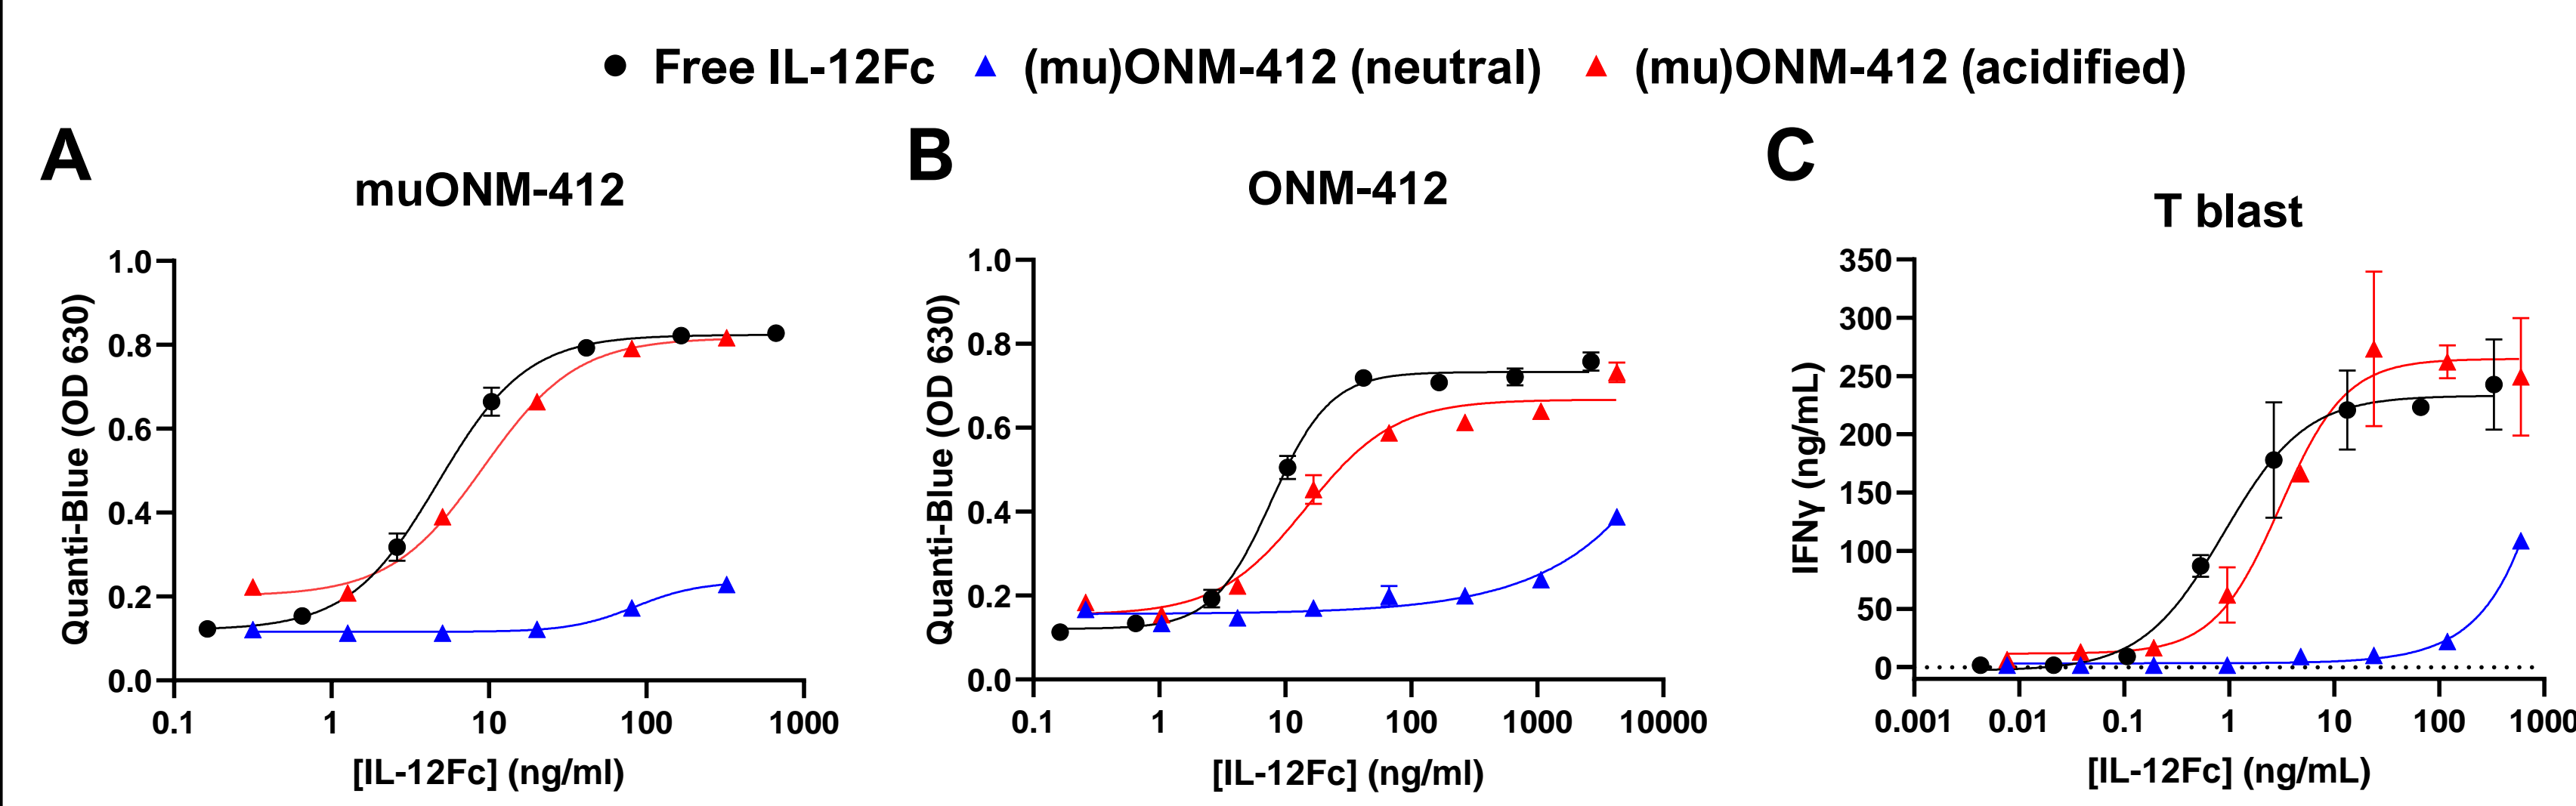 Free IL-12Fc (mu)ONM-412 (neutral) (mu)ONM-412 (acidified)
A
muONM-412
Quanti-Blue (OD 630)
1.0
0.8
0.6
0.4
0.2
0.0
0.1 1 10 100 1000
[IL-12Fc] (ng/ml)
B
ONM-412
Quanti-Blue (OD 630)
1.0
0.8
0.6
0.4
0.2
0.0
0.1 1 10 100 1000 10000
[IL-12Fc] (ng/ml)
C
T blast
IFNγ (ng/mL)
350
300
250
200
150
100
50
0
0.001 0.01 0.1 1 10 100 1000
[IL-12Fc] (ng/mL)